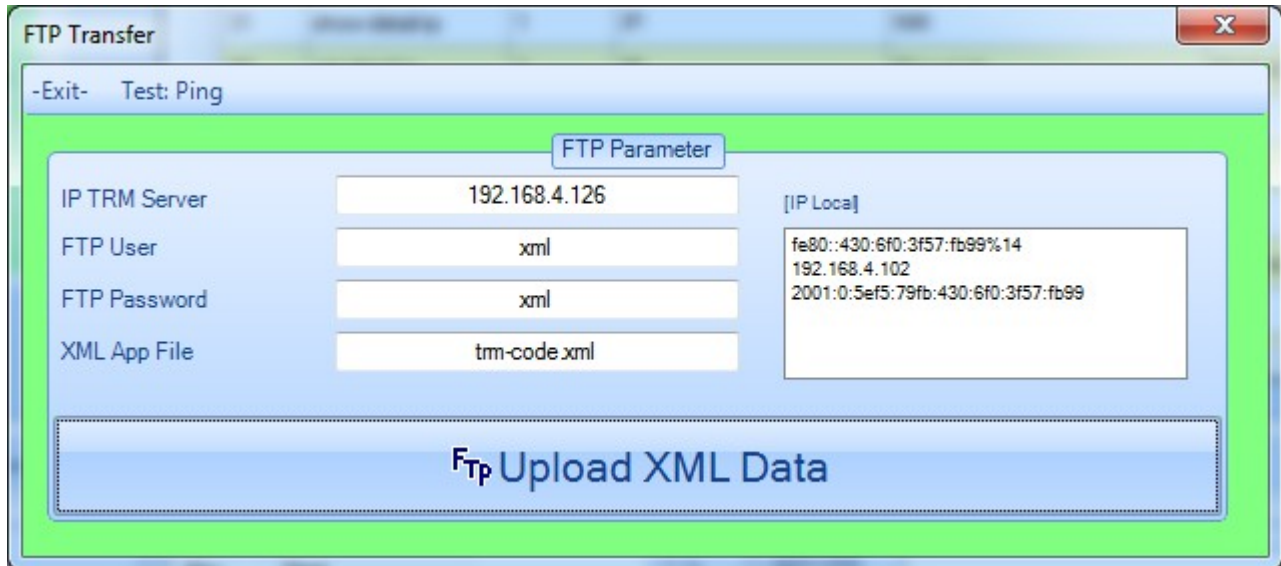 FTP Transfer
-Exit- Test: Ping
FTP Parameter
IP TRM Server 192.168.4.126
FTP User xml
FTP Password xml
XML App File trm-code.xml
[IP Local]
fe80::430:6f0:3f57:fb99%14
192.168.4.102
2001:0:5ef5:79fb:430:6f0:3f57:fb99
FTP Upload XML Data